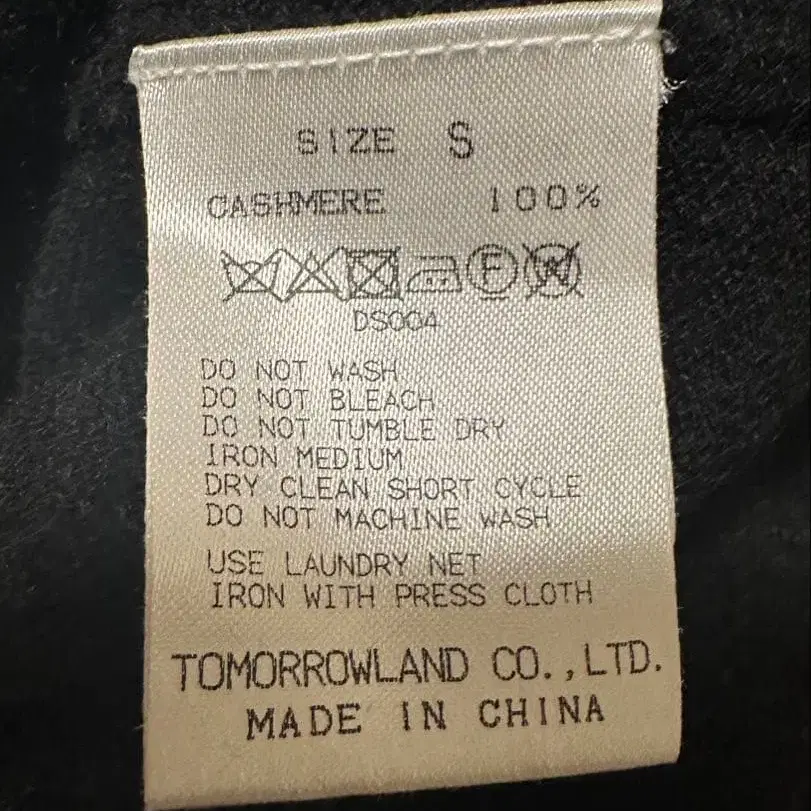 SIZE S
CASHMERE 100%
F W
DS004
DO NOT WASH
DO NOT BLEACH
DO NOT TUMBLE DRY
IRON MEDIUM
DRY CLEAN SHORT CYCLE
DO NOT MACHINE WASH
USE LAUNDRY NET
IRON WITH PRESS CLOTH
TOMORROWLAND CO.,LTD.
MADE IN CHINA